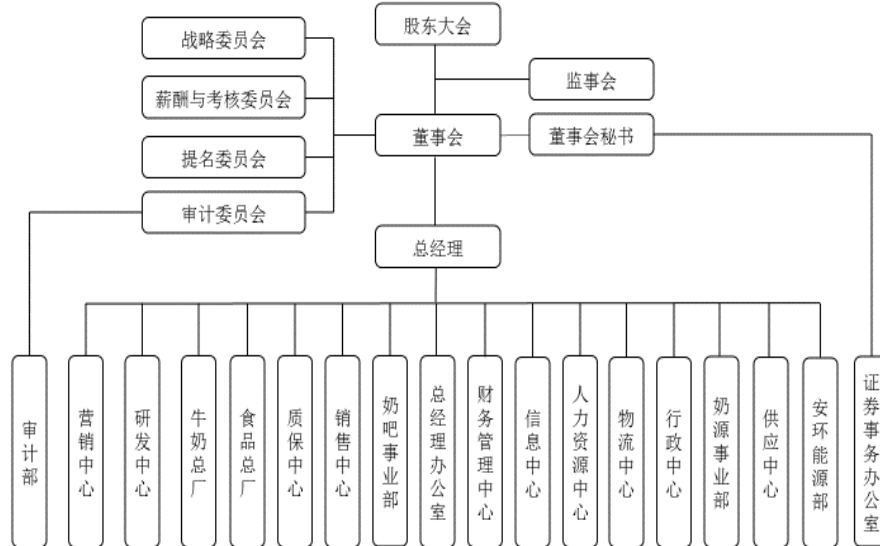 股东大会
战略委员会
监事会
薪酬与考核委员会
董事会
董事会秘书
提名委员会
审计委员会
总经理
审计部
营销中心
研发中心
牛奶总厂
食品总厂
质保中心
销售中心
奶吧事业部
总经理办公室
财务管理中心
信息中心
人力资源中心
物流中心
行政中心
奶源事业部
供应中心
安环能源部
证券事务办公室